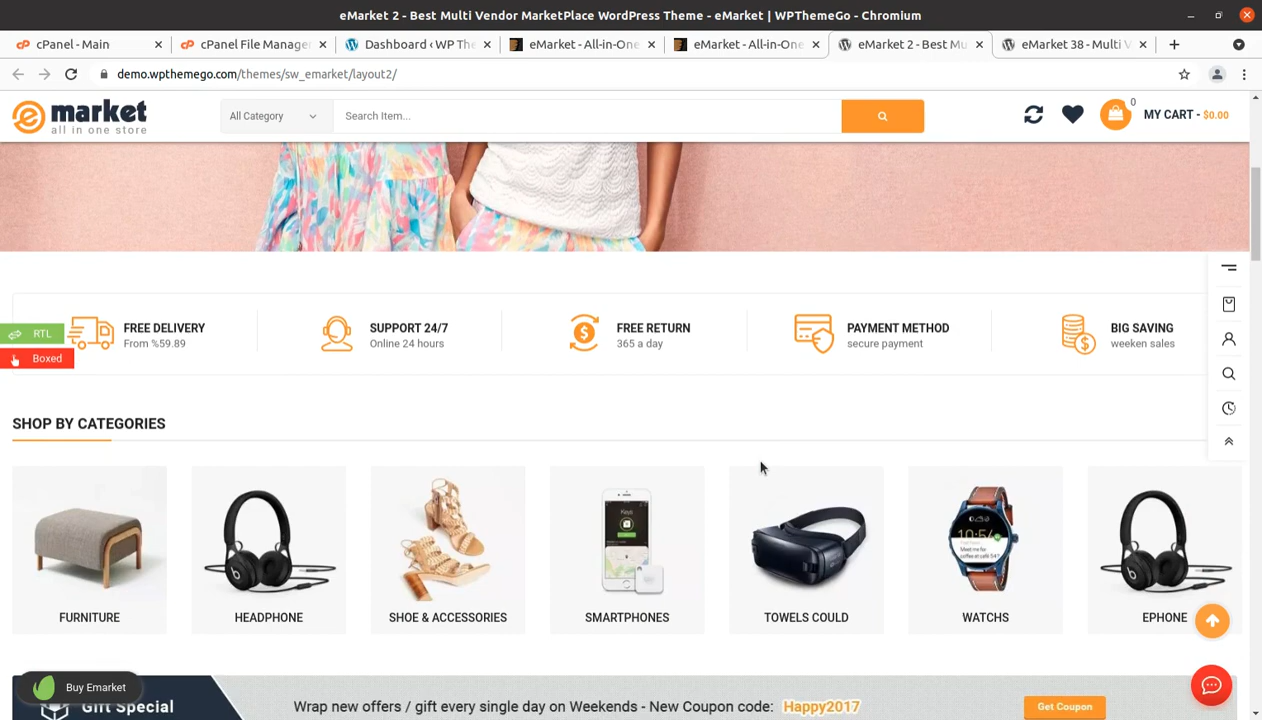 eMarket 2 - Best Multi Vendor MarketPlace WordPress Theme - eMarket | WPThemeGo - Chromium
cPanel - Main
cPanel File Manager
Dashboard ‹ WP The
eMarket - All-in-One
eMarket - All-in-One
eMarket 2 - Best Mu
eMarket 38 - Multi V
demo.wpthemego.com/themes/sw_emarket/layout2/
e market
all in one store
All Category
Search Item...
0
MY CART - $0.00
RTL
Boxed
FREE DELIVERY
From %59.89
SUPPORT 24/7
Online 24 hours
FREE RETURN
365 a day
PAYMENT METHOD
secure payment
BIG SAVING
weeken sales
SHOP BY CATEGORIES
FURNITURE
HEADPHONE
SHOE & ACCESSORIES
SMARTPHONES
TOWELS COULD
WATCHS
EPHONE
Buy Emarket
Gift Special
Wrap new offers / gift every single day on Weekends - New Coupon code: Happy2017
Get Coupon